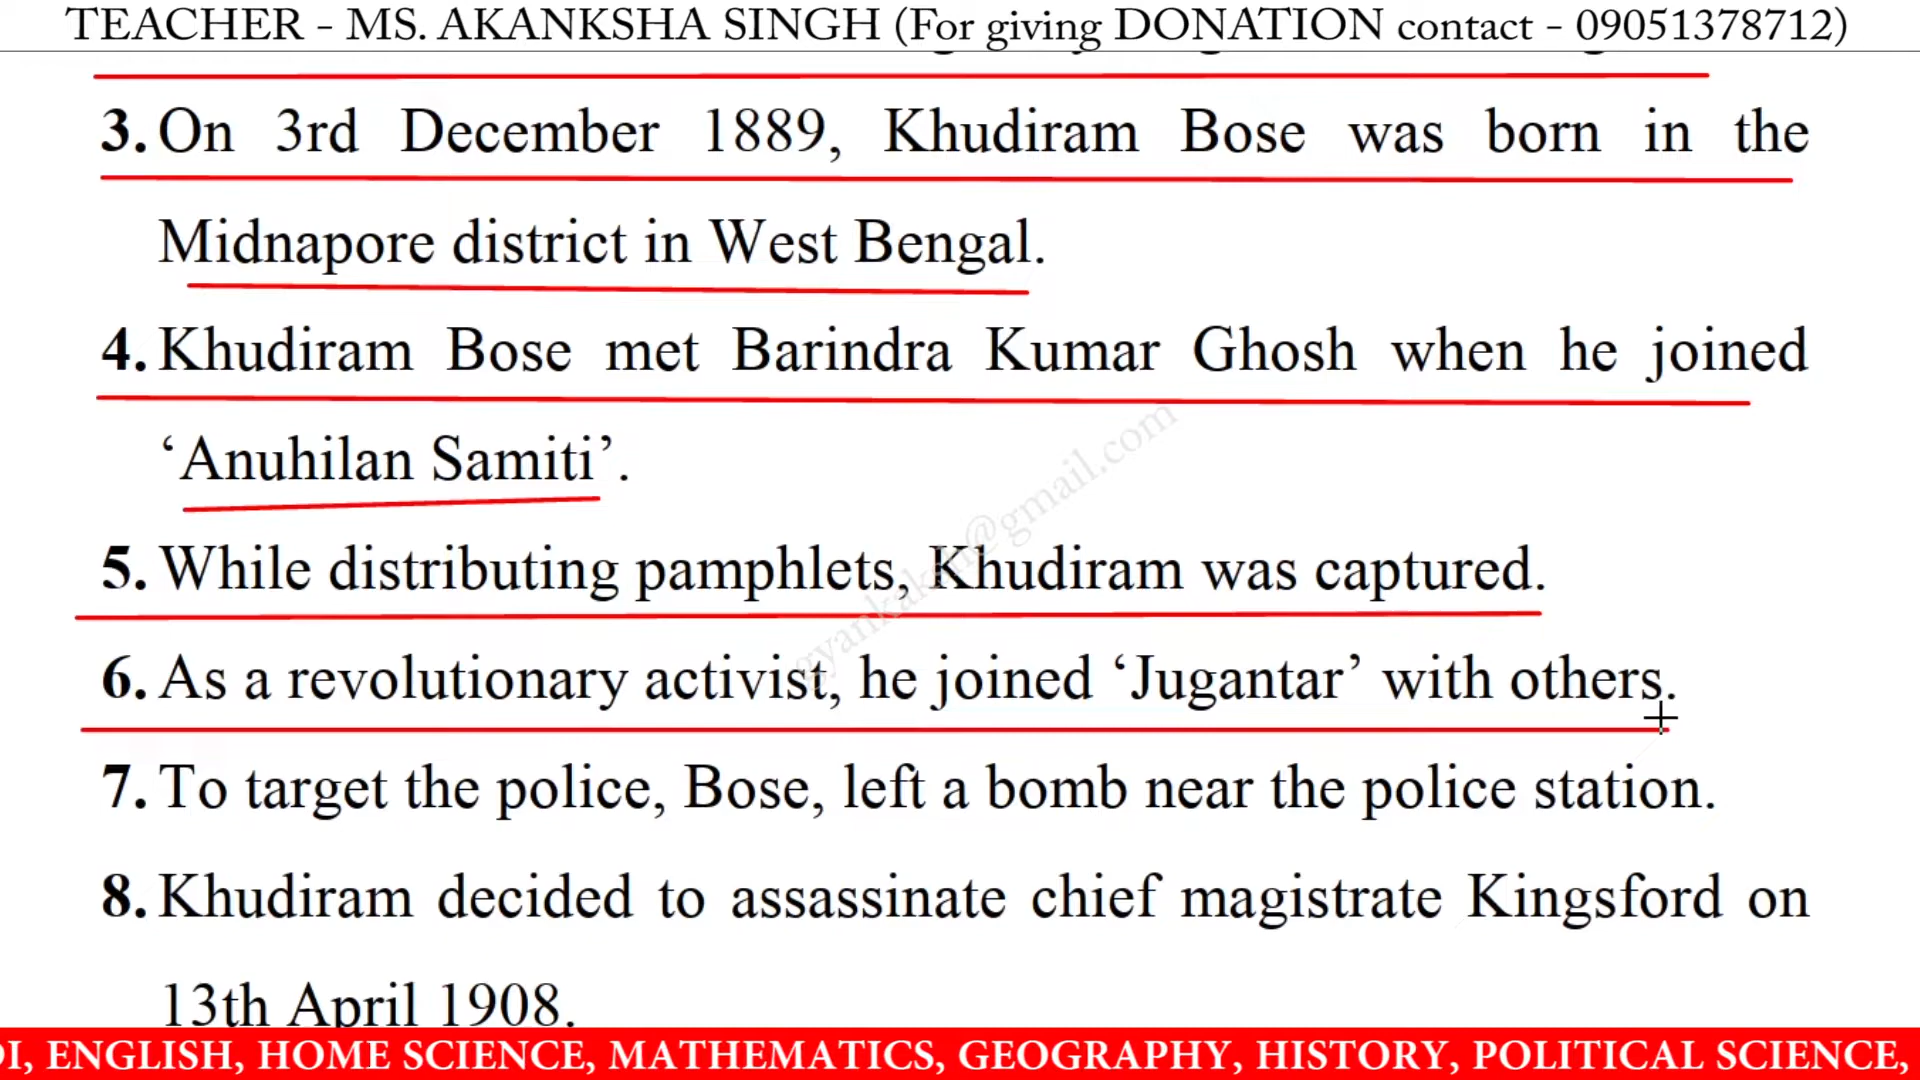 TEACHER - MS. AKANKSHA SINGH (For giving DONATION contact - 09051378712)
3. On 3rd December 1889, Khudiram Bose was born in the
Midnapore district in West Bengal.
4. Khudiram Bose met Barindra Kumar Ghosh when he joined
‘Anuhilan Samiti’.
5. While distributing pamphlets, Khudiram was captured.
6. As a revolutionary activist, he joined ‘Jugantar’ with others.
7. To target the police, Bose, left a bomb near the police station.
8. Khudiram decided to assassinate chief magistrate Kingsford on
13th April 1908.
ENGLISH, HOME SCIENCE, MATHEMATICS, GEOGRAPHY, HISTORY, POLITICAL SCIENCE,